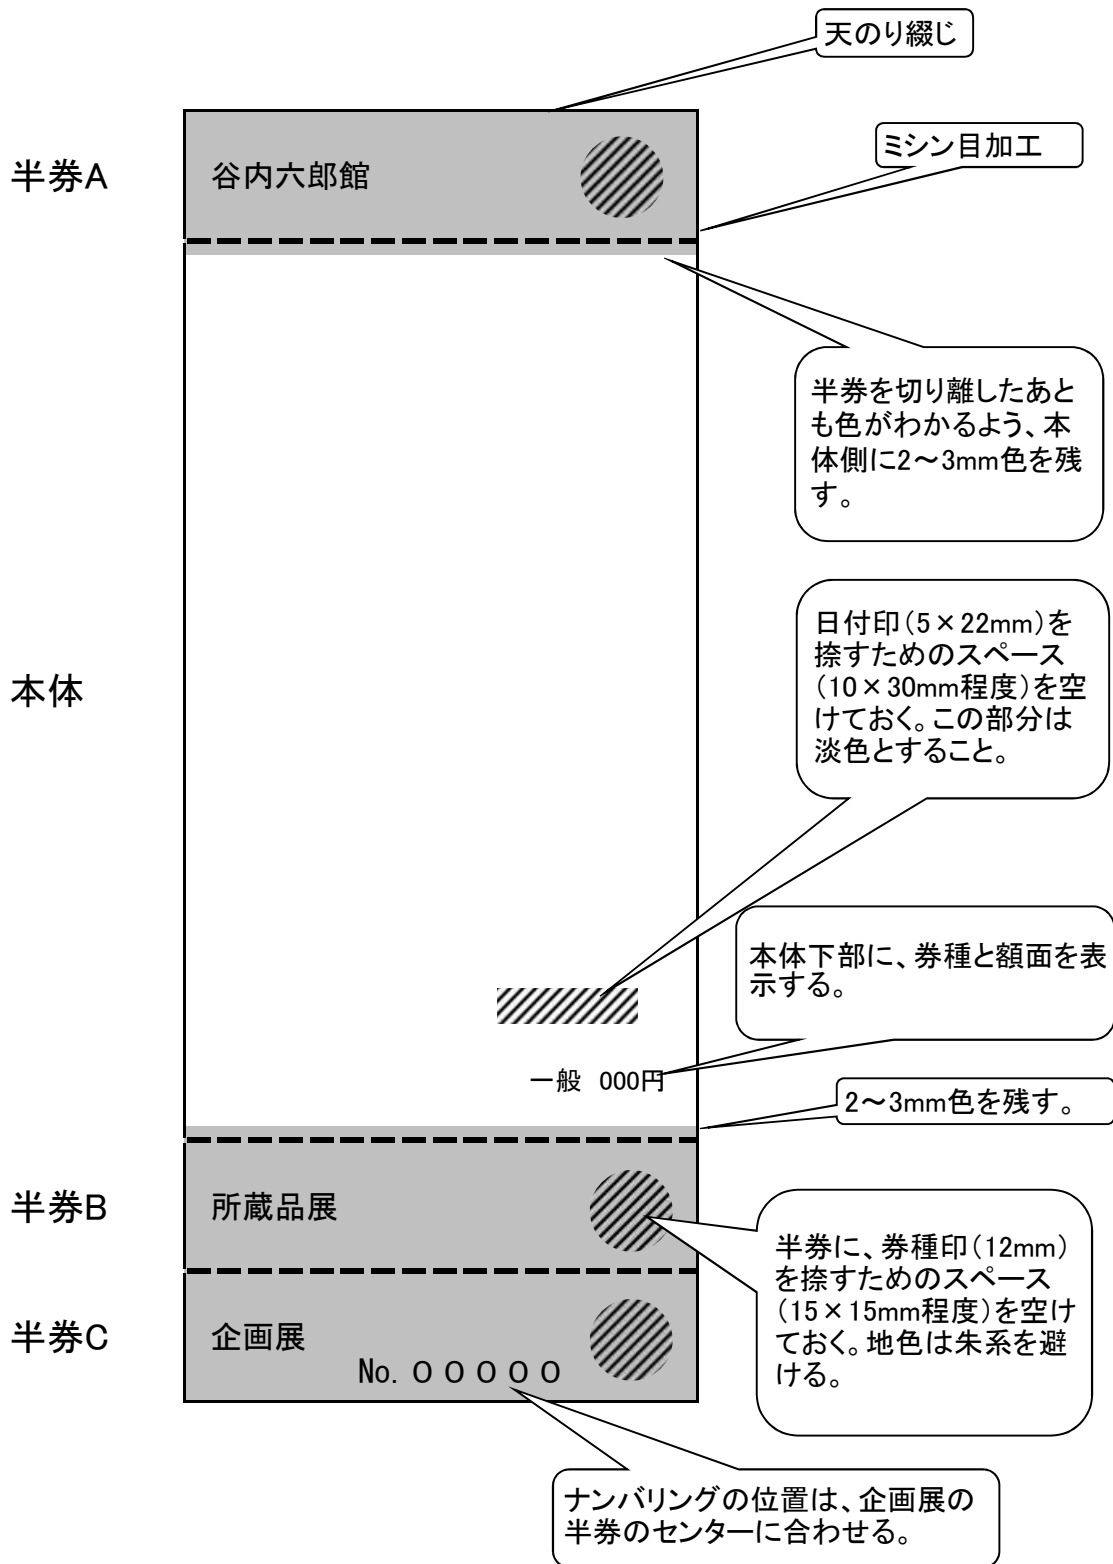 天のり綴じ
ミシン目加工
半券A
谷内六郎館
半券を切り離したあと
も色がわかるよう、本
体側に2～3mm色を残
す。
日付印（5×22mm）を
捺すためのスペース
（10×30mm程度）を空
けておく。この部分は
淡色とすること。
本体
本体下部に、券種と額面を表
示する。
一般　000円
2～3mm色を残す。
半券B
所蔵品展
半券に、券種印（12mm）
を捺すためのスペース
（15×15mm程度）を空け
ておく。地色は朱系を避
ける。
半券C
企画展
No. ０００００
ナンバリングの位置は、企画展の
半券のセンターに合わせる。